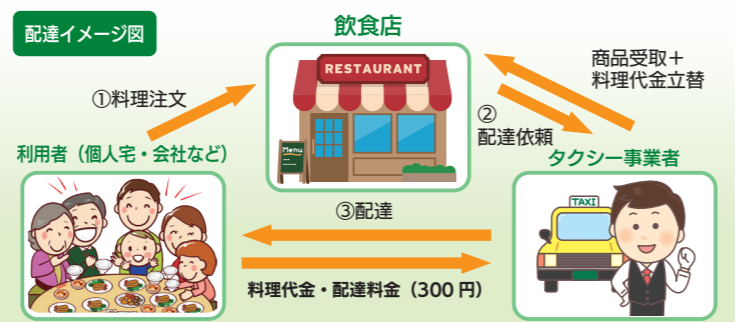 配達イメージ図
飲食店
RESTAURANT
Menu
①料理注文
商品受取＋
料理代金立替
②
配達依頼
利用者（個人宅・会社など）
タクシー事業者
TAXI
③配達
料理代金・配達料金（300 円）